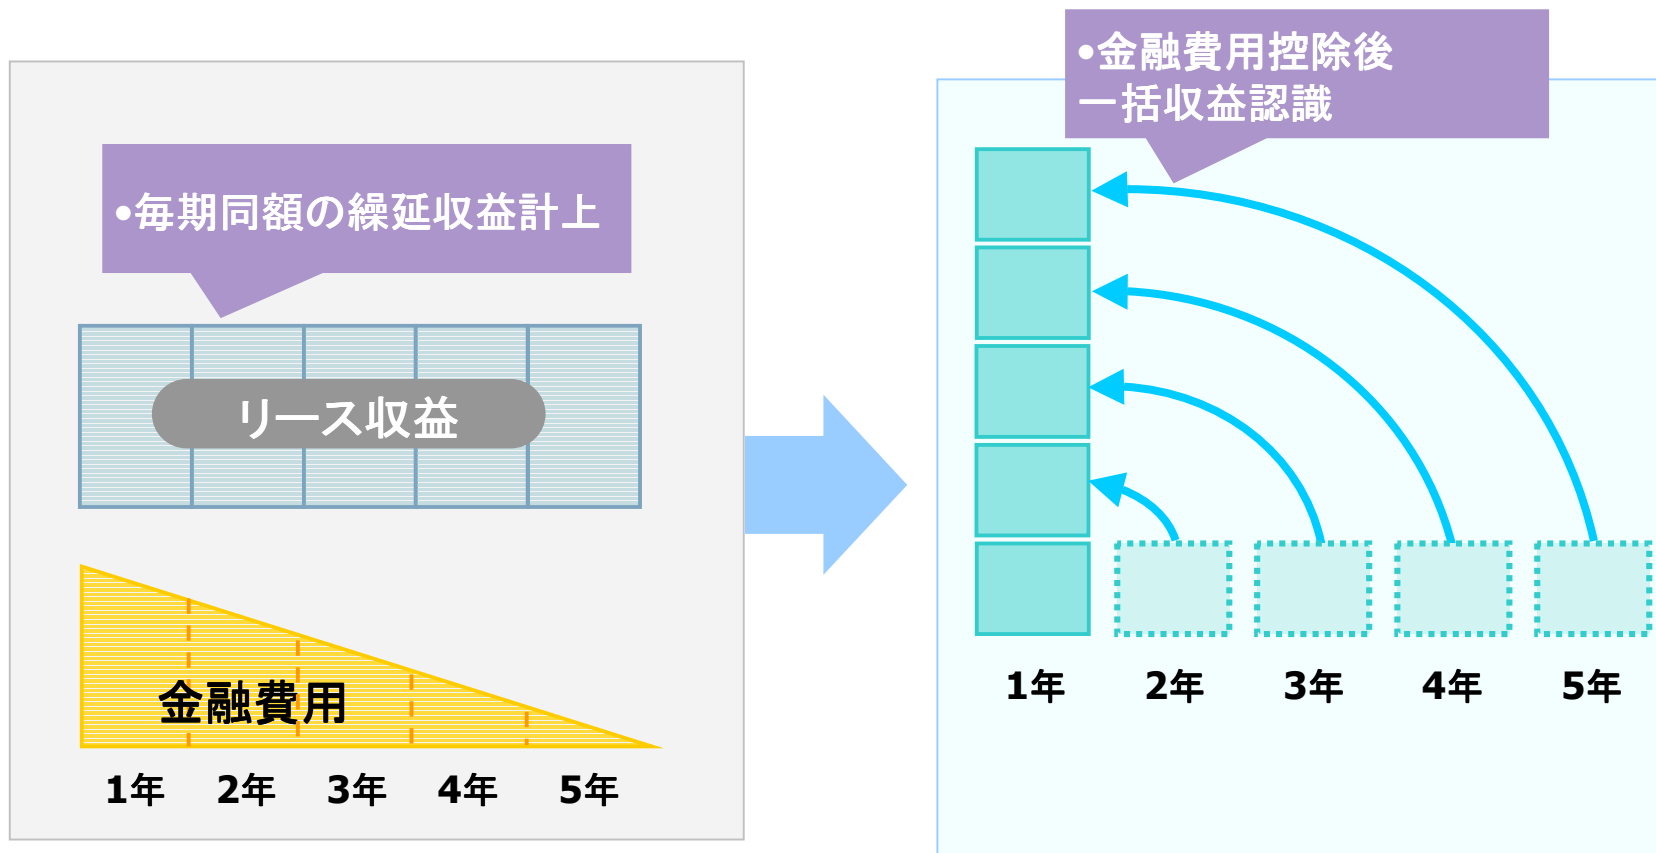 •毎期同額の繰延収益計上
リース収益
金融費用
1年 2年 3年 4年 5年
•金融費用控除後
一括収益認識
1年 2年 3年 4年 5年